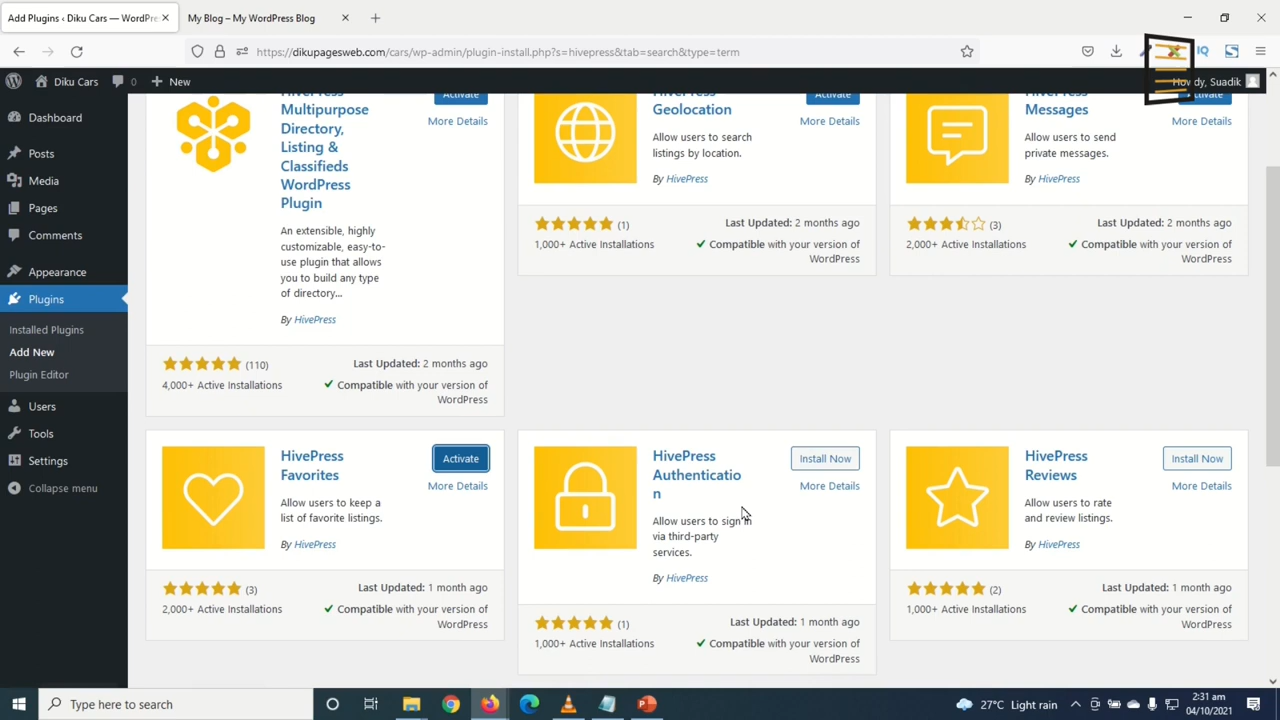 Add Plugins ‹ Diku Cars — WordPre
My Blog – My WordPress Blog
https://dikupagesweb.com/cars/wp-admin/plugin-install.php?s=hivepress&tab=search&type=term
Diku Cars
0
New
Howdy, Suadik
Dashboard
Posts
Media
Pages
Comments
Appearance
Plugins
Installed Plugins
Add New
Plugin Editor
Users
Tools
Settings
Collapse menu
HivePress
Multipurpose
Directory,
Listing &
Classifieds
WordPress
Plugin
Activate
More Details
An extensible, highly
customizable, easy-to-
use plugin that allows
you to build any type
of directory...
By HivePress
(110)
Last Updated: 2 months ago
4,000+ Active Installations
Compatible with your version of
WordPress
HivePress
Geolocation
Activate
More Details
Allow users to search
listings by location.
By HivePress
(1)
Last Updated: 2 months ago
1,000+ Active Installations
Compatible with your version of
WordPress
HivePress
Messages
Activate
More Details
Allow users to send
private messages.
By HivePress
(3)
Last Updated: 2 months ago
2,000+ Active Installations
Compatible with your version of
WordPress
HivePress
Favorites
Activate
More Details
Allow users to keep a
list of favorite listings.
By HivePress
(3)
Last Updated: 1 month ago
2,000+ Active Installations
Compatible with your version of
WordPress
HivePress
Authenticatio
n
Install Now
More Details
Allow users to sign in
via third-party
services.
By HivePress
(1)
Last Updated: 1 month ago
1,000+ Active Installations
Compatible with your version of
WordPress
HivePress
Reviews
Install Now
More Details
Allow users to rate
and review listings.
By HivePress
(2)
Last Updated: 1 month ago
1,000+ Active Installations
Compatible with your version of
WordPress
Type here to search
27°C Light rain
2:31 am
04/10/2021